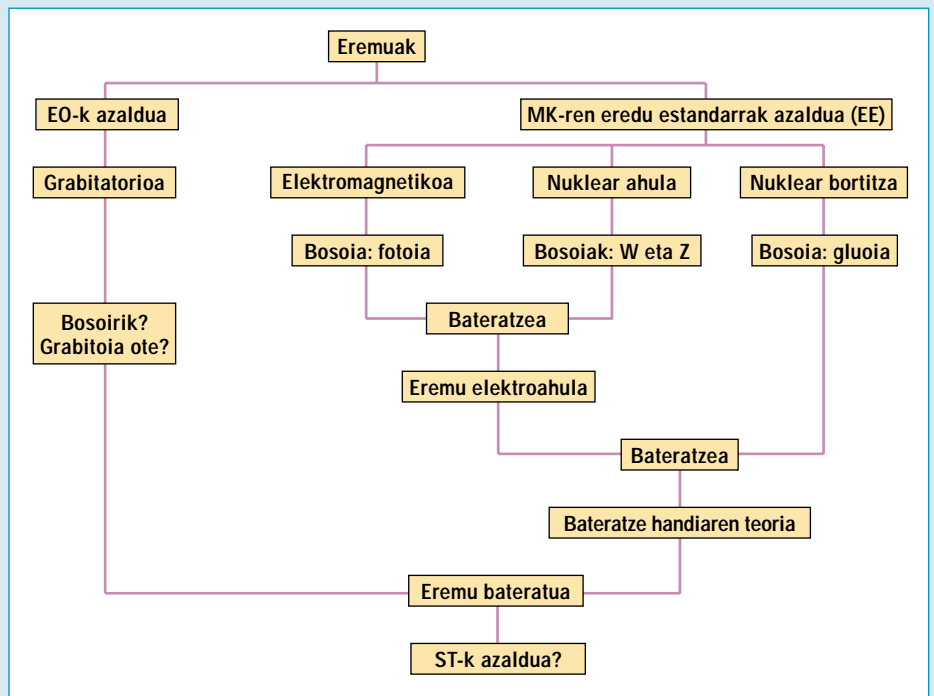 Eremuak
EO-k azaldua
MK-ren eredu estandarrak azaldua (EE)
Grabitatorioa
Elektromagnetikoa
Nuklear ahula
Nuklear bortitza
Bosoia: fotoia
Bosoiak: W eta Z
Bosoia: gluoia
Bosoirik?
Grabitoia ote?
Bateratzea
Eremu elektroahula
Bateratzea
Bateratze handiaren teoria
Eremu bateratua
ST-k azaldua?